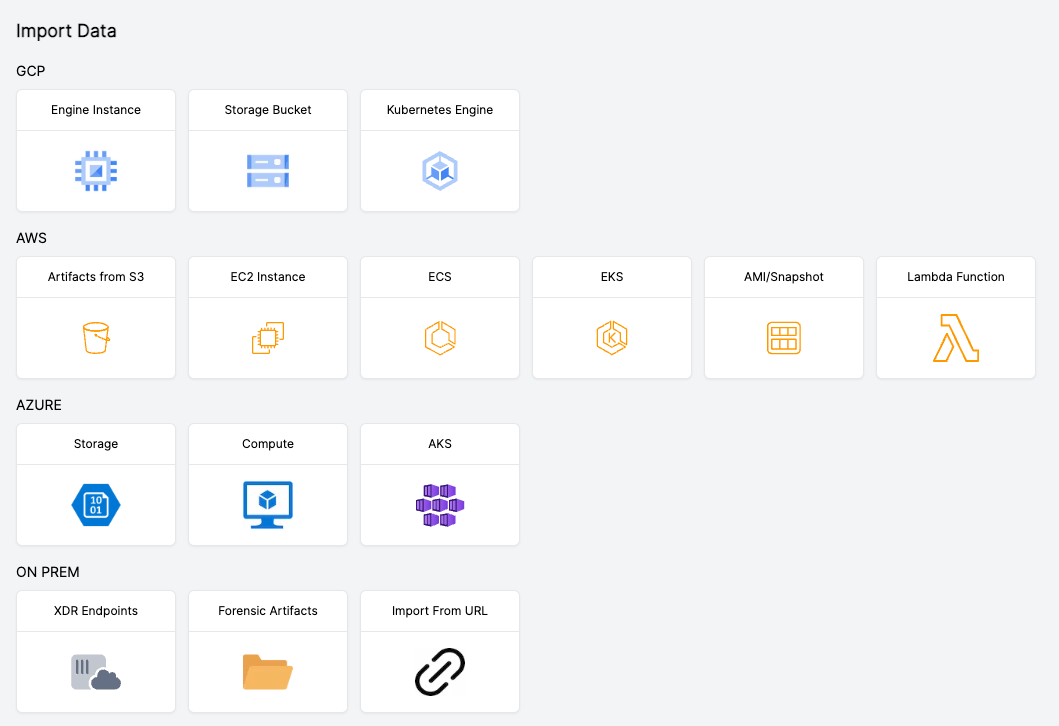 Import Data
GCP
Engine Instance
Storage Bucket
Kubernetes Engine
AWS
Artifacts from S3
EC2 Instance
ECS
EKS
AMI/Snapshot
Lambda Function
K
AZURE
Storage
Compute
AKS
10
01
ON PREM
XDR Endpoints
Forensic Artifacts
Import From URL